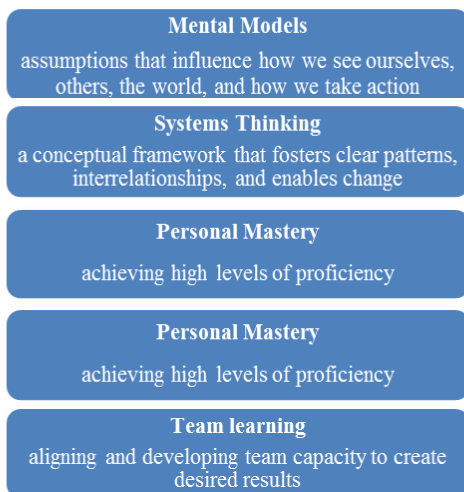 Mental Models
assumptions that influence how we see ourselves,
others, the world, and how we take action
Systems Thinking
a conceptual framework that fosters clear patterns,
interrelationships, and enables change
Personal Mastery
achieving high levels of proficiency
Personal Mastery
achieving high levels of proficiency
Team learning
aligning and developing team capacity to create
desired results